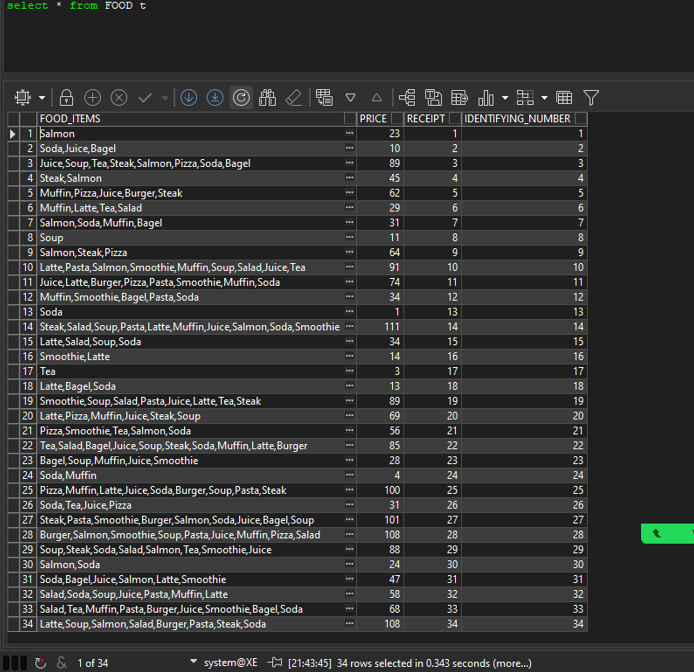 select * from FOOD t
FOOD_ITEMS PRICE RECEIPT IDENTIFYING_NUMBER
1 Salmon 23 1 1
2 Soda,Juice,Bagel 10 2 2
3 Juice,Soup,Tea,Steak,Salmon,Pizza,Soda,Bagel 89 3 3
4 Steak,Salmon 45 4 4
5 Muffin,Pizza,Juice,Burger,Steak 62 5 5
6 Muffin,Latte,Tea,Salad 29 6 6
7 Salmon,Soda,Muffin,Bagel 31 7 7
8 Soup 11 8 8
9 Salmon,Steak,Pizza 64 9 9
10 Latte,Pasta,Salmon,Smoothie,Muffin,Soup,Salad,Juice,Tea 91 10 10
11 Juice,Latte,Burger,Pizza,Pasta,Smoothie,Muffin,Soda 74 11 11
12 Muffin,Smoothie,Bagel,Pasta,Soda 34 12 12
13 Soda 1 13 13
14 Steak,Salad,Soup,Pasta,Latte,Muffin,Juice,Salmon,Soda,Smoothie 111 14 14
15 Latte,Salad,Soup,Soda 34 15 15
16 Smoothie,Latte 14 16 16
17 Tea 3 17 17
18 Latte,Bagel,Soda 13 18 18
19 Smoothie,Soup,Salad,Pasta,Juice,Latte,Tea,Steak 89 19 19
20 Latte,Pizza,Muffin,Juice,Steak,Soup 69 20 20
21 Pizza,Smoothie,Tea,Salmon,Soda 56 21 21
22 Tea,Salad,Bagel,Juice,Soup,Steak,Soda,Muffin,Latte,Burger 85 22 22
23 Bagel,Soup,Muffin,Juice,Smoothie 28 23 23
24 Soda,Muffin 4 24 24
25 Pizza,Muffin,Latte,Juice,Soda,Burger,Soup,Pasta,Steak 100 25 25
26 Soda,Tea,Juice,Pizza 31 26 26
27 Steak,Pasta,Smoothie,Burger,Salmon,Soda,Juice,Bagel,Soup 101 27 27
28 Burger,Salmon,Smoothie,Soup,Pasta,Juice,Muffin,Pizza,Salad 108 28 28
29 Soup,Steak,Soda,Salad,Salmon,Tea,Smoothie,Juice 88 29 29
30 Salmon,Soda 24 30 30
31 Soda,Bagel,Juice,Salmon,Latte,Smoothie 47 31 31
32 Salad,Soda,Soup,Juice,Pasta,Muffin,Latte 58 32 32
33 Salad,Tea,Muffin,Pasta,Burger,Juice,Smoothie,Bagel,Soda 68 33 33
34 Latte,Soup,Salmon,Salad,Burger,Pasta,Steak,Soda 108 34 34
& 1 of 34 system@XE [21:43:45] 34 rows selected in 0.343 seconds (more...)